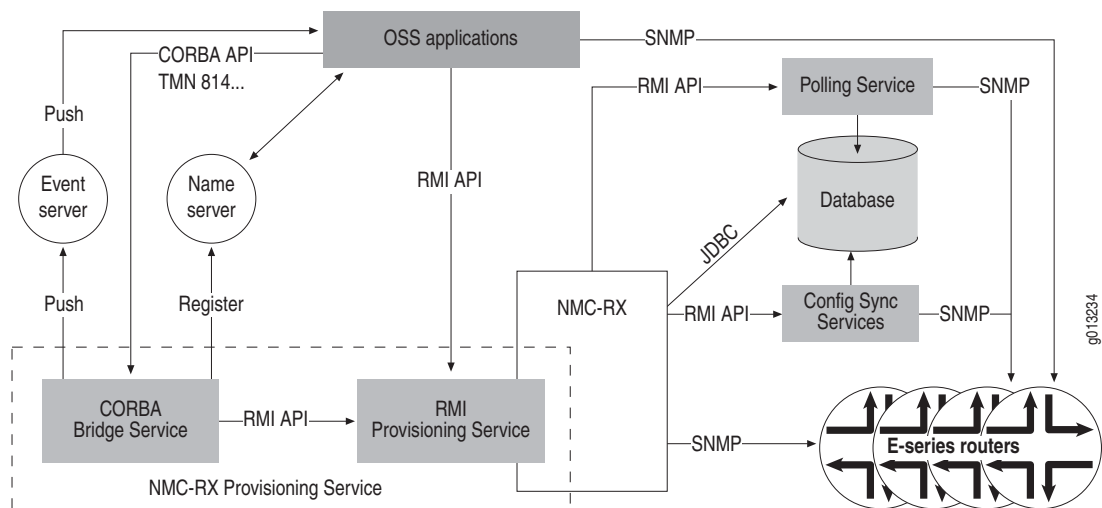 OSS applications
SNMP
CORBA API
TMN 814...
RMI API
Polling Service
SNMP
Push
Event
server
Name
server
RMI API
Database
JDBC
Push
Register
NMC-RX
RMI API
Config Sync
Services
SNMP
g013234
CORBA
Bridge Service
RMI API
RMI
Provisioning Service
SNMP
E-series routers
NMC-RX Provisioning Service